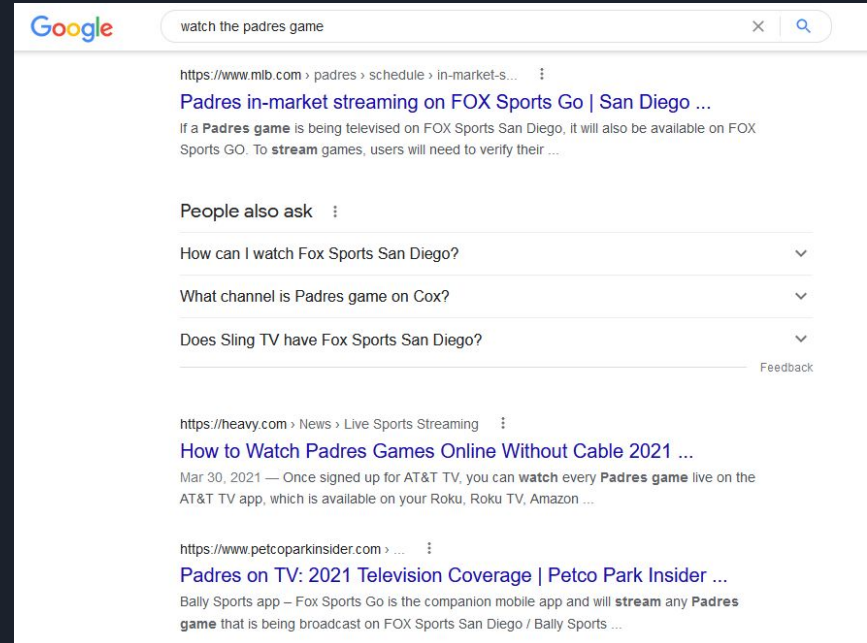 Google
watch the padres game
https://www.mlb.com › padres › schedule › in-market-s...
Padres in-market streaming on FOX Sports Go | San Diego ...
If a Padres game is being televised on FOX Sports San Diego, it will also be available on FOX
Sports GO. To stream games, users will need to verify their ...
People also ask
How can I watch Fox Sports San Diego?
What channel is Padres game on Cox?
Does Sling TV have Fox Sports San Diego?
Feedback
https://heavy.com › News › Live Sports Streaming
How to Watch Padres Games Online Without Cable 2021 ...
Mar 30, 2021 — Once signed up for AT&T TV, you can watch every Padres game live on the
AT&T TV app, which is available on your Roku, Roku TV, Amazon ...
https://www.petcoparkinsider.com › ...
Padres on TV: 2021 Television Coverage | Petco Park Insider ...
Bally Sports app – Fox Sports Go is the companion mobile app and will stream any Padres
game that is being broadcast on FOX Sports San Diego / Bally Sports ...